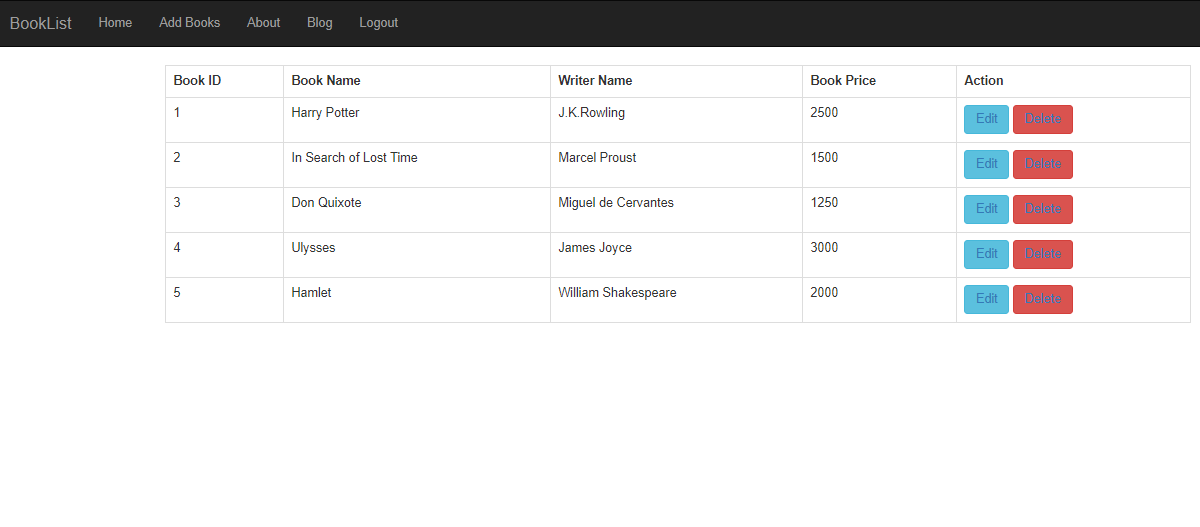 BookList Home Add Books About Blog Logout
Book ID Book Name Writer Name Book Price Action
1 Harry Potter J.K.Rowling 2500 Edit Delete
2 In Search of Lost Time Marcel Proust 1500 Edit Delete
3 Don Quixote Miguel de Cervantes 1250 Edit Delete
4 Ulysses James Joyce 3000 Edit Delete
5 Hamlet William Shakespeare 2000 Edit Delete